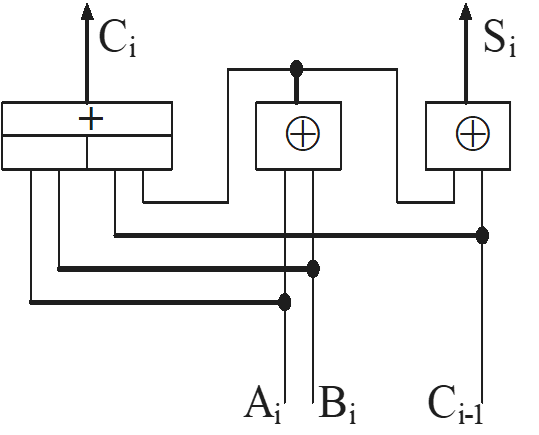 Cᵢ Sᵢ
+ ⊕ ⊕
Aᵢ Bᵢ Cᵢ₋₁